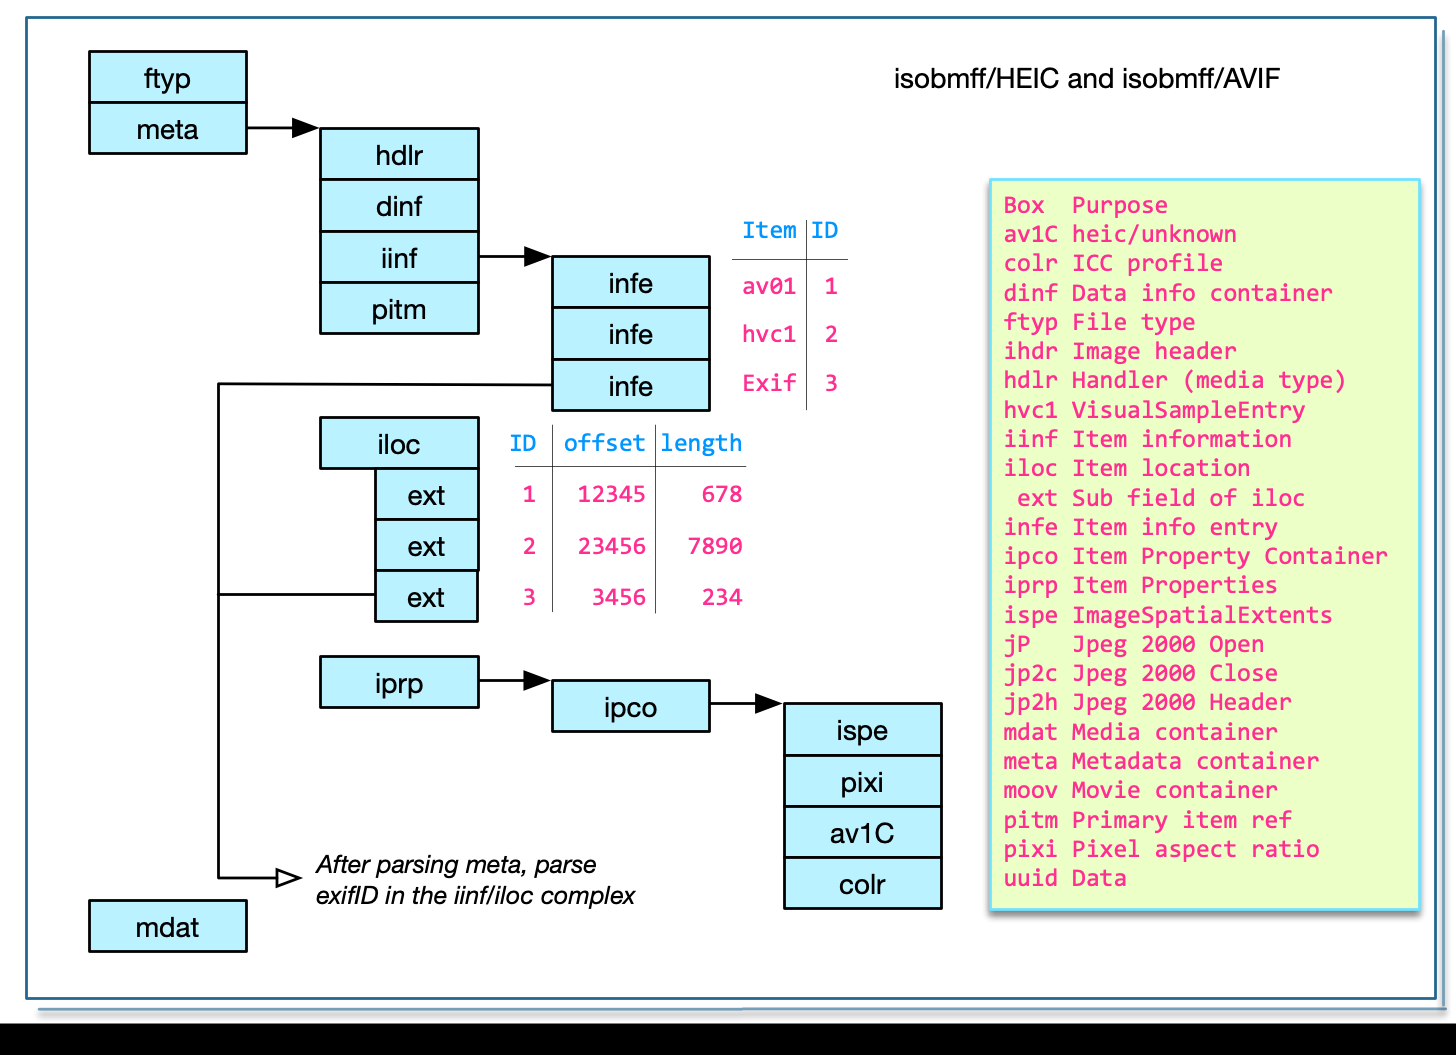 isobmff/HEIC and isobmff/AVIF
ftyp
meta
hdlr
dinf
iinf
pitm
infe
infe
infe
Item ID
av01 1
hvc1 2
Exif 3
iloc
ext
ext
ext
ID offset length
1 12345 678
2 23456 7890
3 3456 234
iprp
ipco
ispe
pixi
av1C
colr
After parsing meta, parse
exifID in the iinf/iloc complex
mdat
Box Purpose
av1C heic/unknown
colr ICC profile
dinf Data info container
ftyp File type
ihdr Image header
hdlr Handler (media type)
hvc1 VisualSampleEntry
iinf Item information
iloc Item location
ext Sub field of iloc
infe Item info entry
ipco Item Property Container
iprp Item Properties
ispe ImageSpatialExtents
jP Jpeg 2000 Open
jp2c Jpeg 2000 Close
jp2h Jpeg 2000 Header
mdat Media container
meta Metadata container
moov Movie container
pitm Primary item ref
pixi Pixel aspect ratio
uuid Data